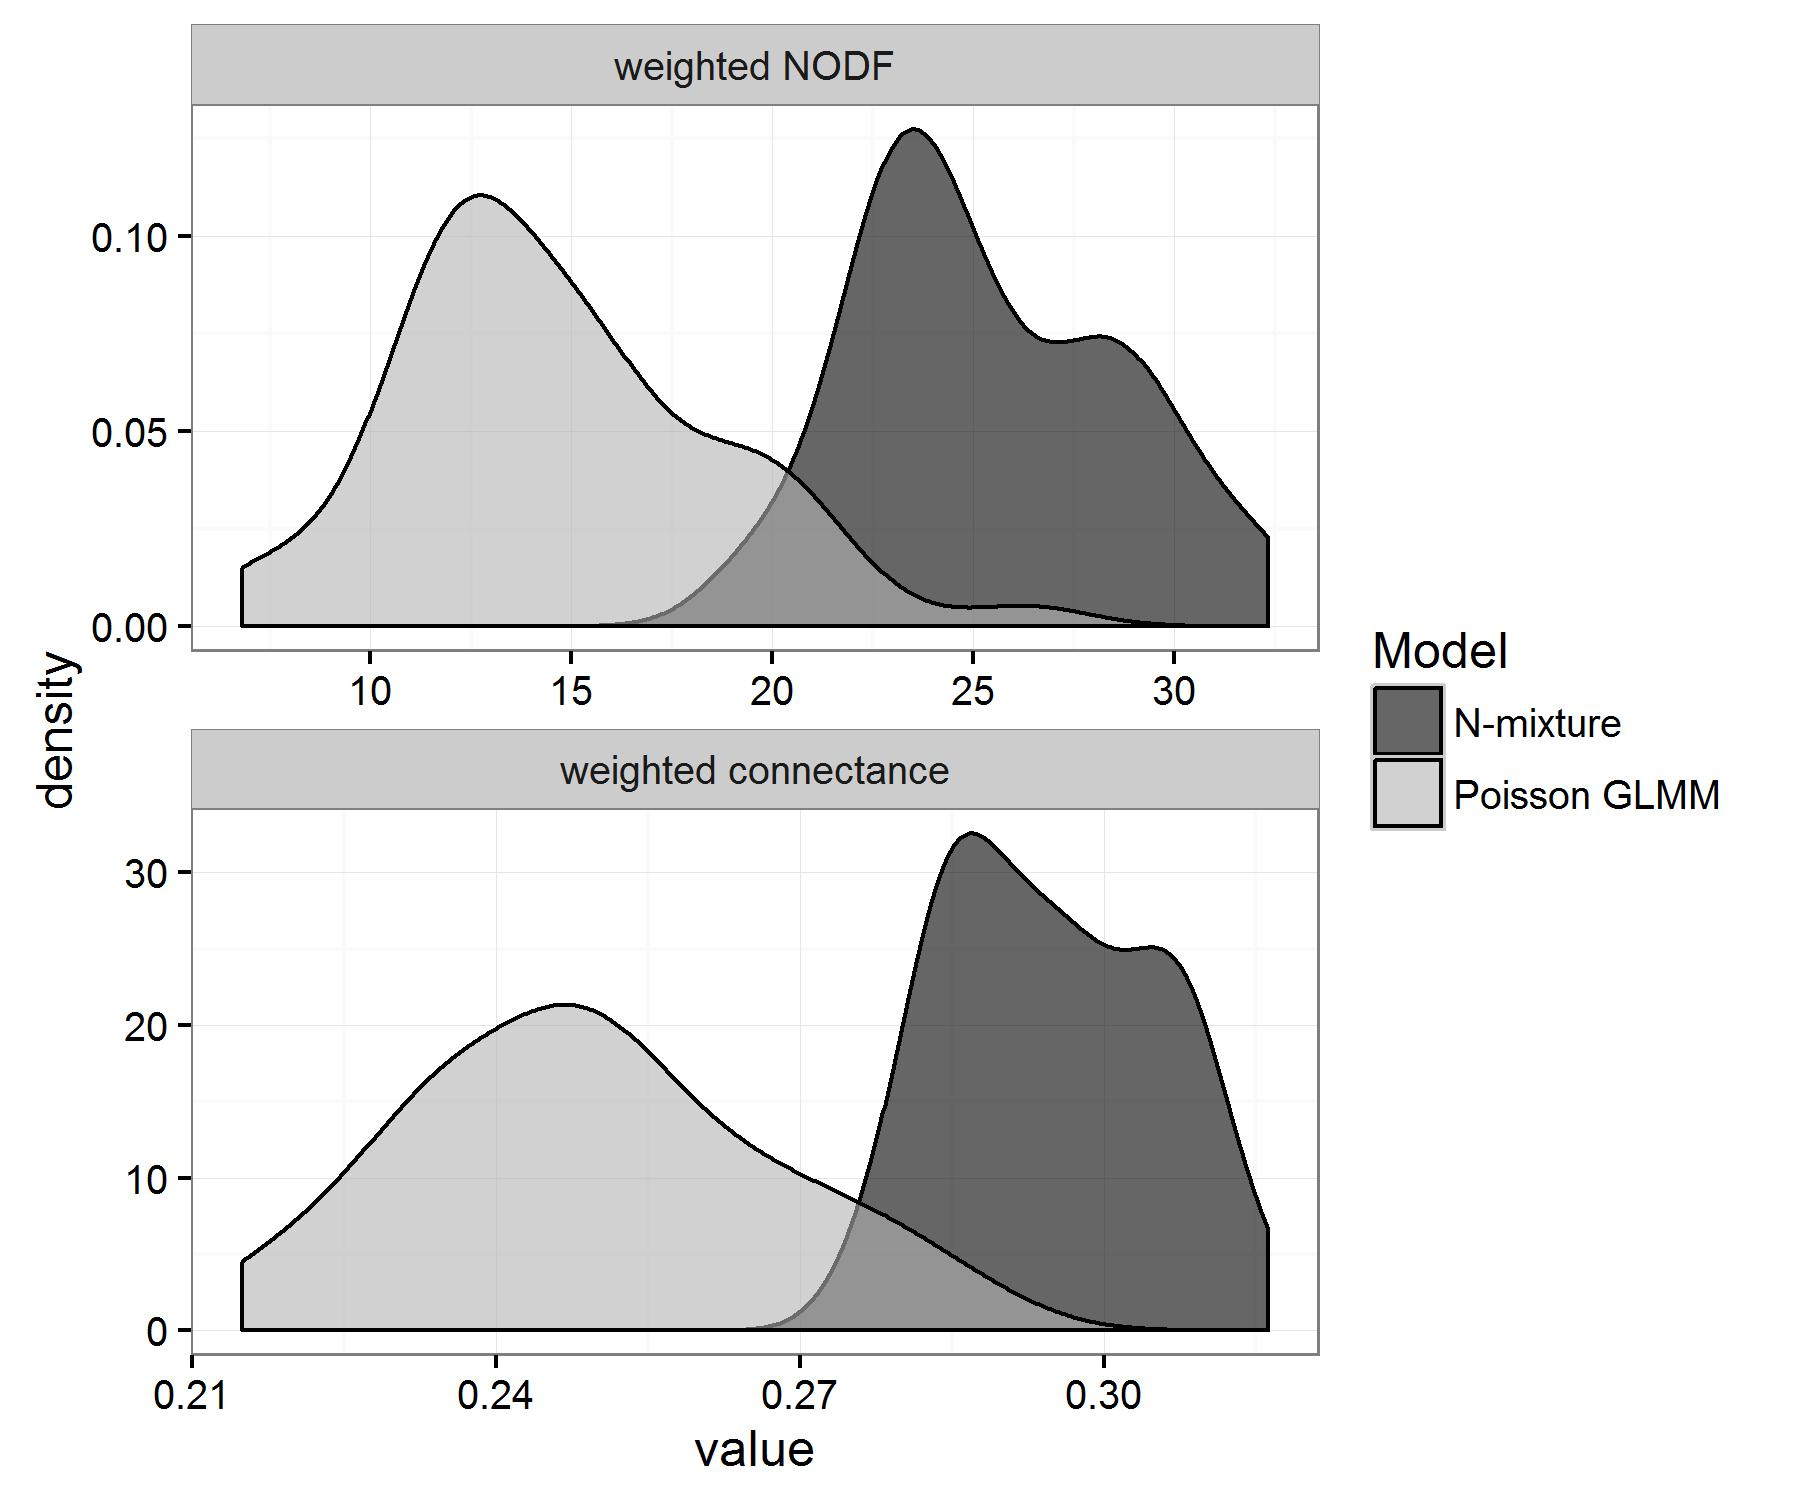 weighted NODF
0.10
0.05
0.00
10 15 20 25 30
density
weighted connectance
30
20
10
0
0.21 0.24 0.27 0.30
value
Model
N-mixture
Poisson GLMM